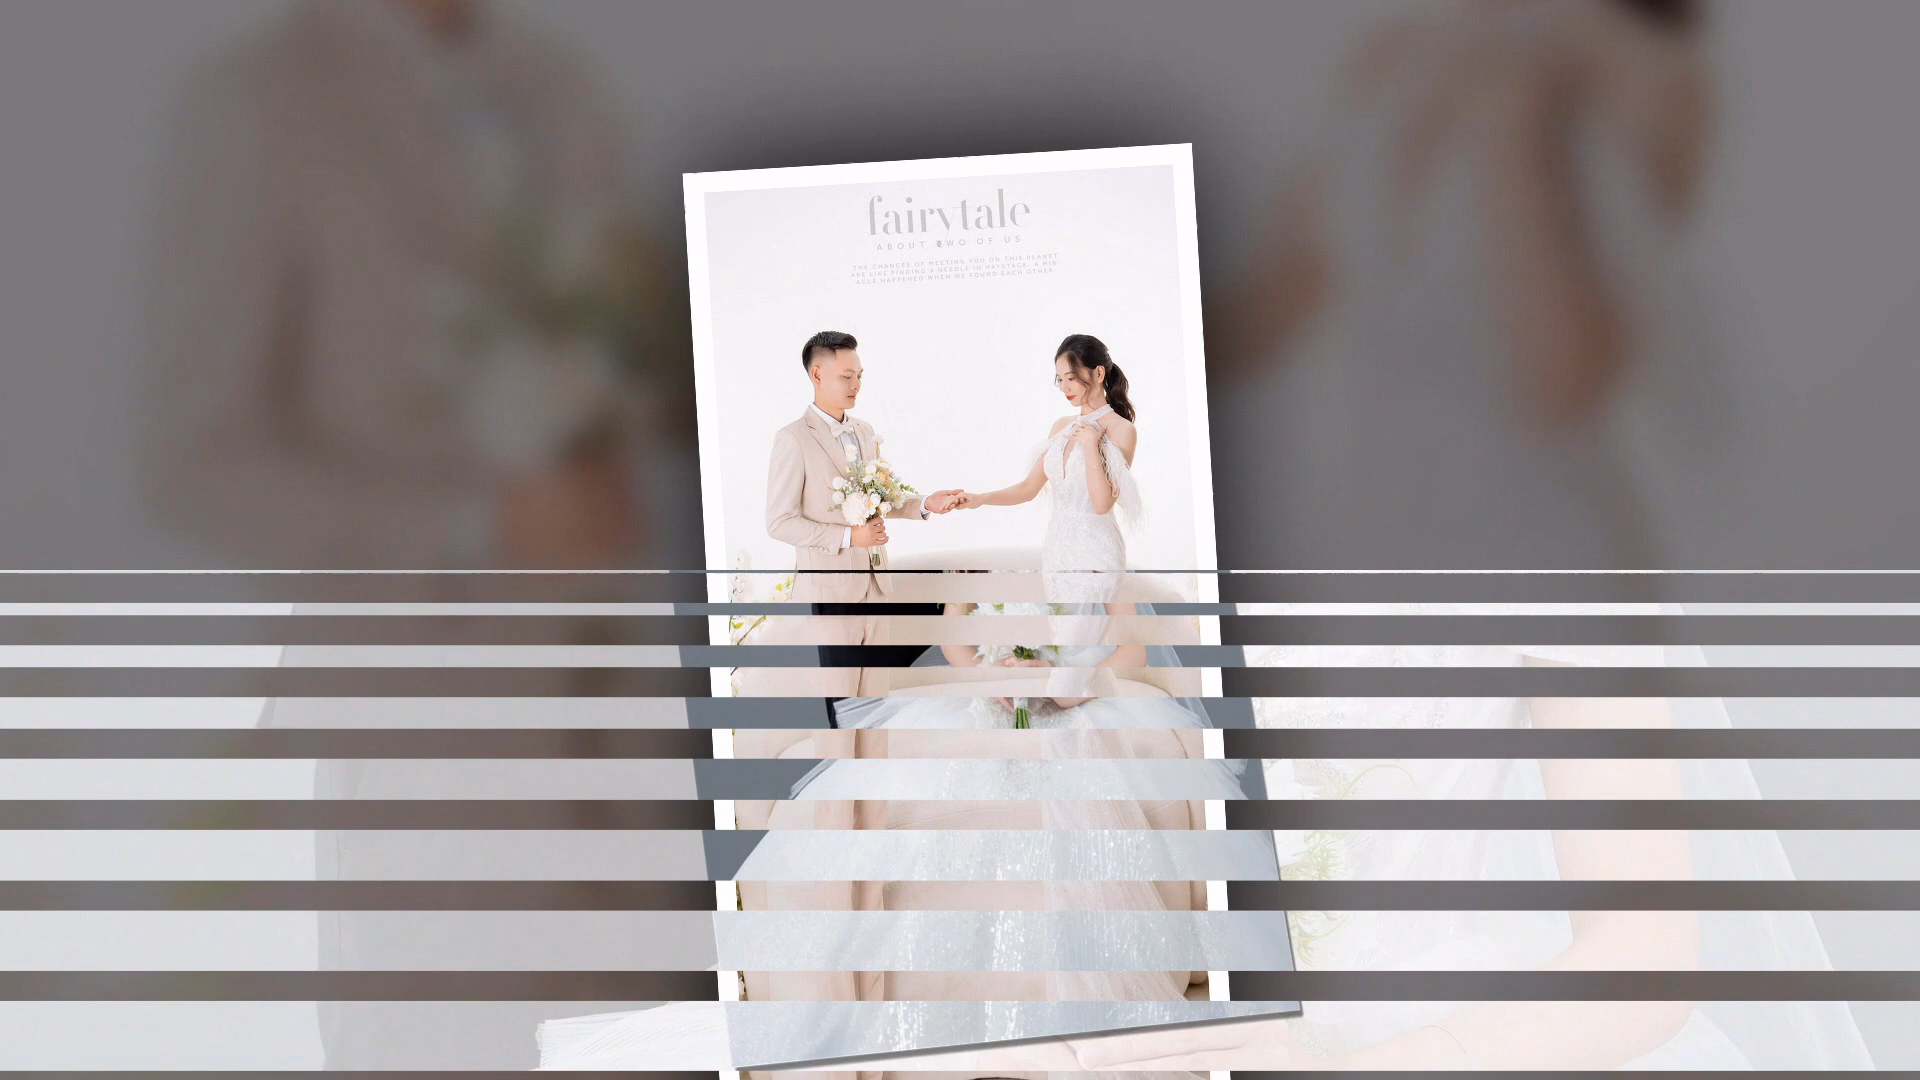 fairytale
ABOUT TWO OF US
THE CHANCES OF MEETING YOU ON THIS PLANET
ARE LIKE FINDING A NEEDLE IN HAYSTACK, A MIR-
ACLE HAPPENED WHEN WE FOUND EACH OTHER.